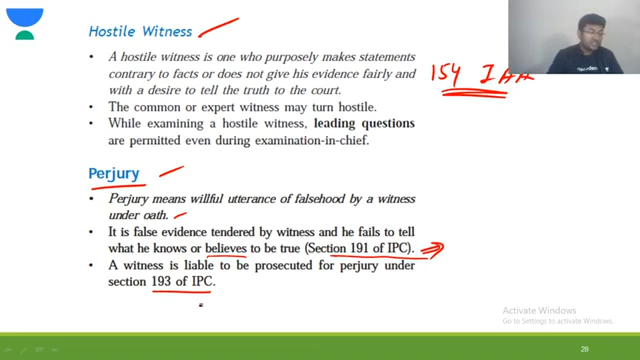 Hostile Witness
• A hostile witness is one who purposely makes statements
contrary to facts or does not give his evidence fairly and
with a desire to tell the truth to the court.
• The common or expert witness may turn hostile.
• While examining a hostile witness, leading questions
are permitted even during examination-in-chief.
154 I
Perjury
• Perjury means willful utterance of falsehood by a witness
under oath.
• It is false evidence tendered by witness and he fails to tell
what he knows or believes to be true (Section 191 of IPC).
• A witness is liable to be prosecuted for perjury under
section 193 of IPC.
Activate Windows
Go to Settings to activate Windows.
28